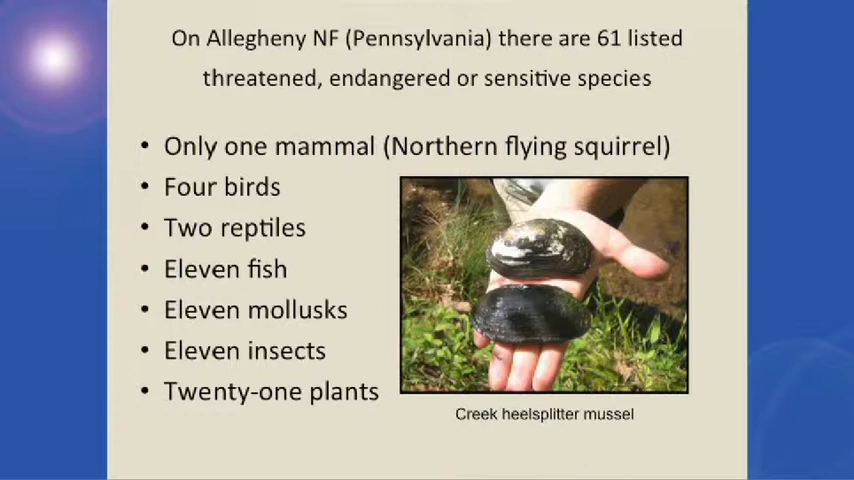 On Allegheny NF (Pennsylvania) there are 61 listed
threatened, endangered or sensitive species
• Only one mammal (Northern flying squirrel)
• Four birds
• Two reptiles
• Eleven fish
• Eleven mollusks
• Eleven insects
• Twenty-one plants
Creek heelsplitter mussel